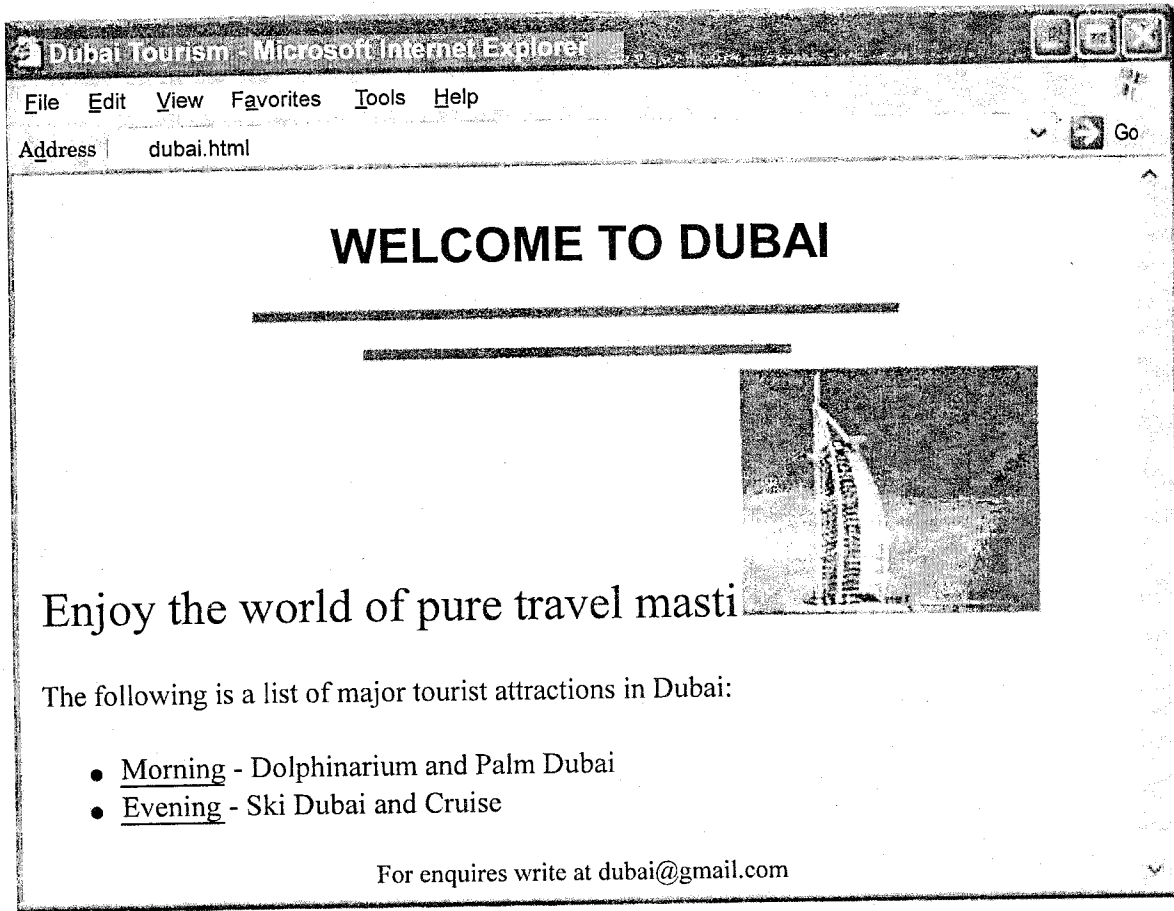 Dubai Tourism - Microsoft Internet Explorer
File Edit View Favorites Tools Help
Address dubai.html Go
WELCOME TO DUBAI
Enjoy the world of pure travel masti
The following is a list of major tourist attractions in Dubai:
• Morning - Dolphinarium and Palm Dubai
• Evening - Ski Dubai and Cruise
For enquires write at dubai@gmail.com